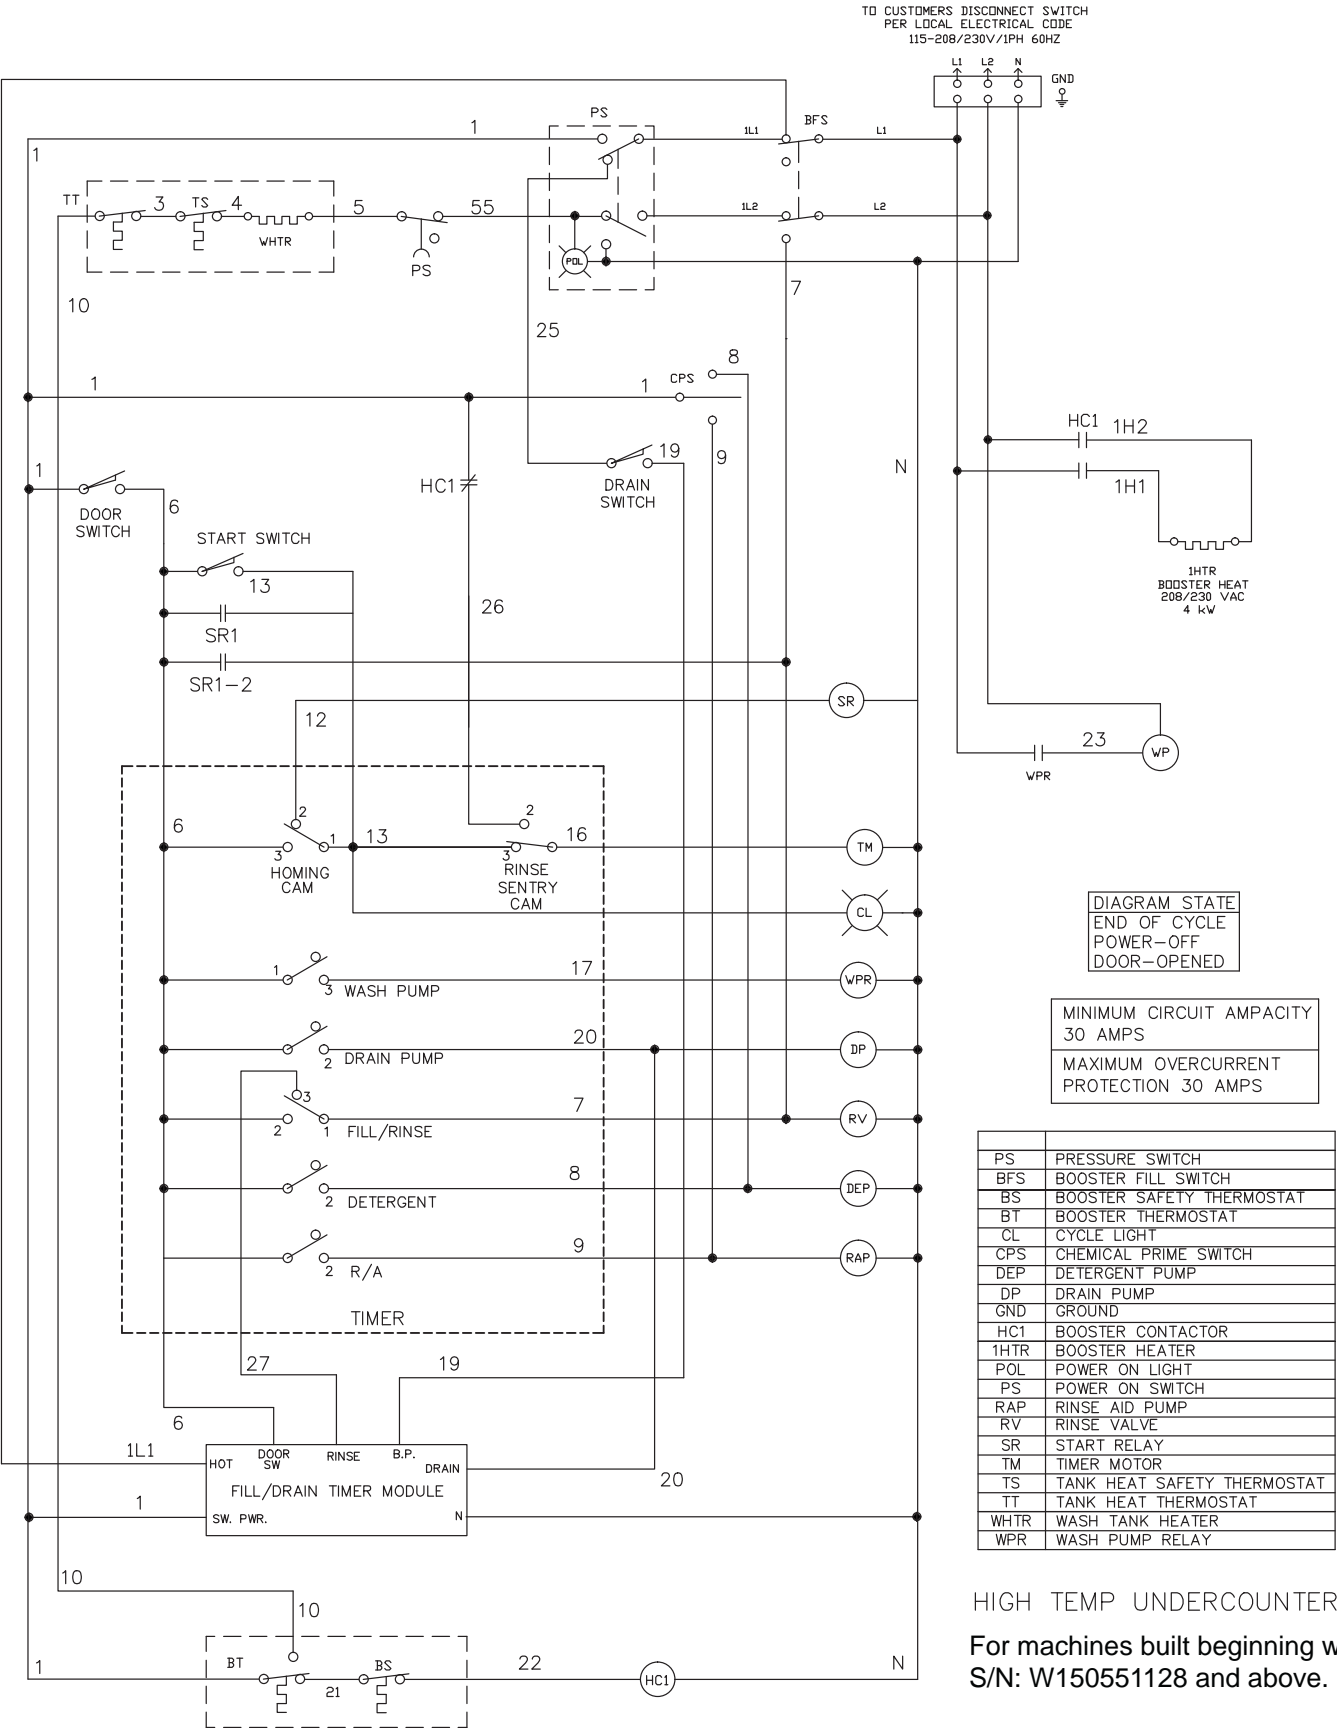 TO CUSTOMERS DISCONNECT SWITCH
PER LOCAL ELECTRICAL CODE
115-208/230V/1PH 60HZ
L1 L2 N
GND
PS
BFS
1
1L1
L1
1
TT
3
TS
4
WHTR
5
55
PS
1L2
L2
POL
10
7
25
8
1
1
CPS
HC1
1H2
1
19
9
N
HC1
DRAIN
SWITCH
1H1
DOOR
SWITCH
6
START SWITCH
13
1HTR
BOOSTER HEAT
208/230 VAC
4 kW
SR1
26
SR1-2
SR
12
23
WP
WPR
2
2
6
1
13
16
TM
3
3
HOMING
CAM
RINSE
SENTRY
CAM
CL
DIAGRAM STATE
END OF CYCLE
POWER-OFF
DOOR-OPENED
1
17
WPR
3
WASH PUMP
MINIMUM CIRCUIT AMPACITY
30 AMPS
MAXIMUM OVERCURRENT
PROTECTION 30 AMPS
20
DP
2
DRAIN PUMP
3
7
RV
2
1
FILL/RINSE
8
DEP
2
DETERGENT
9
RAP
2
R/A
TIMER
PS PRESSURE SWITCH
BFS BOOSTER FILL SWITCH
BS BOOSTER SAFETY THERMOSTAT
BT BOOSTER THERMOSTAT
CL CYCLE LIGHT
CPS CHEMICAL PRIME SWITCH
DEP DETERGENT PUMP
DP DRAIN PUMP
GND GROUND
HC1 BOOSTER CONTACTOR
1HTR BOOSTER HEATER
POL POWER ON LIGHT
PS POWER ON SWITCH
RAP RINSE AID PUMP
RV RINSE VALVE
SR START RELAY
TM TIMER MOTOR
TS TANK HEAT SAFETY THERMOSTAT
TT TANK HEAT THERMOSTAT
WHTR WASH TANK HEATER
WPR WASH PUMP RELAY
27
19
6
1L1
HOT
DOOR
SW
RINSE
B.P.
DRAIN
20
FILL/DRAIN TIMER MODULE
1
SW. PWR.
N
10
10
HIGH TEMP UNDERCOUNTER
For machines built beginning w
S/N: W150551128 and above.
1
BT
21
BS
22
HC1
N